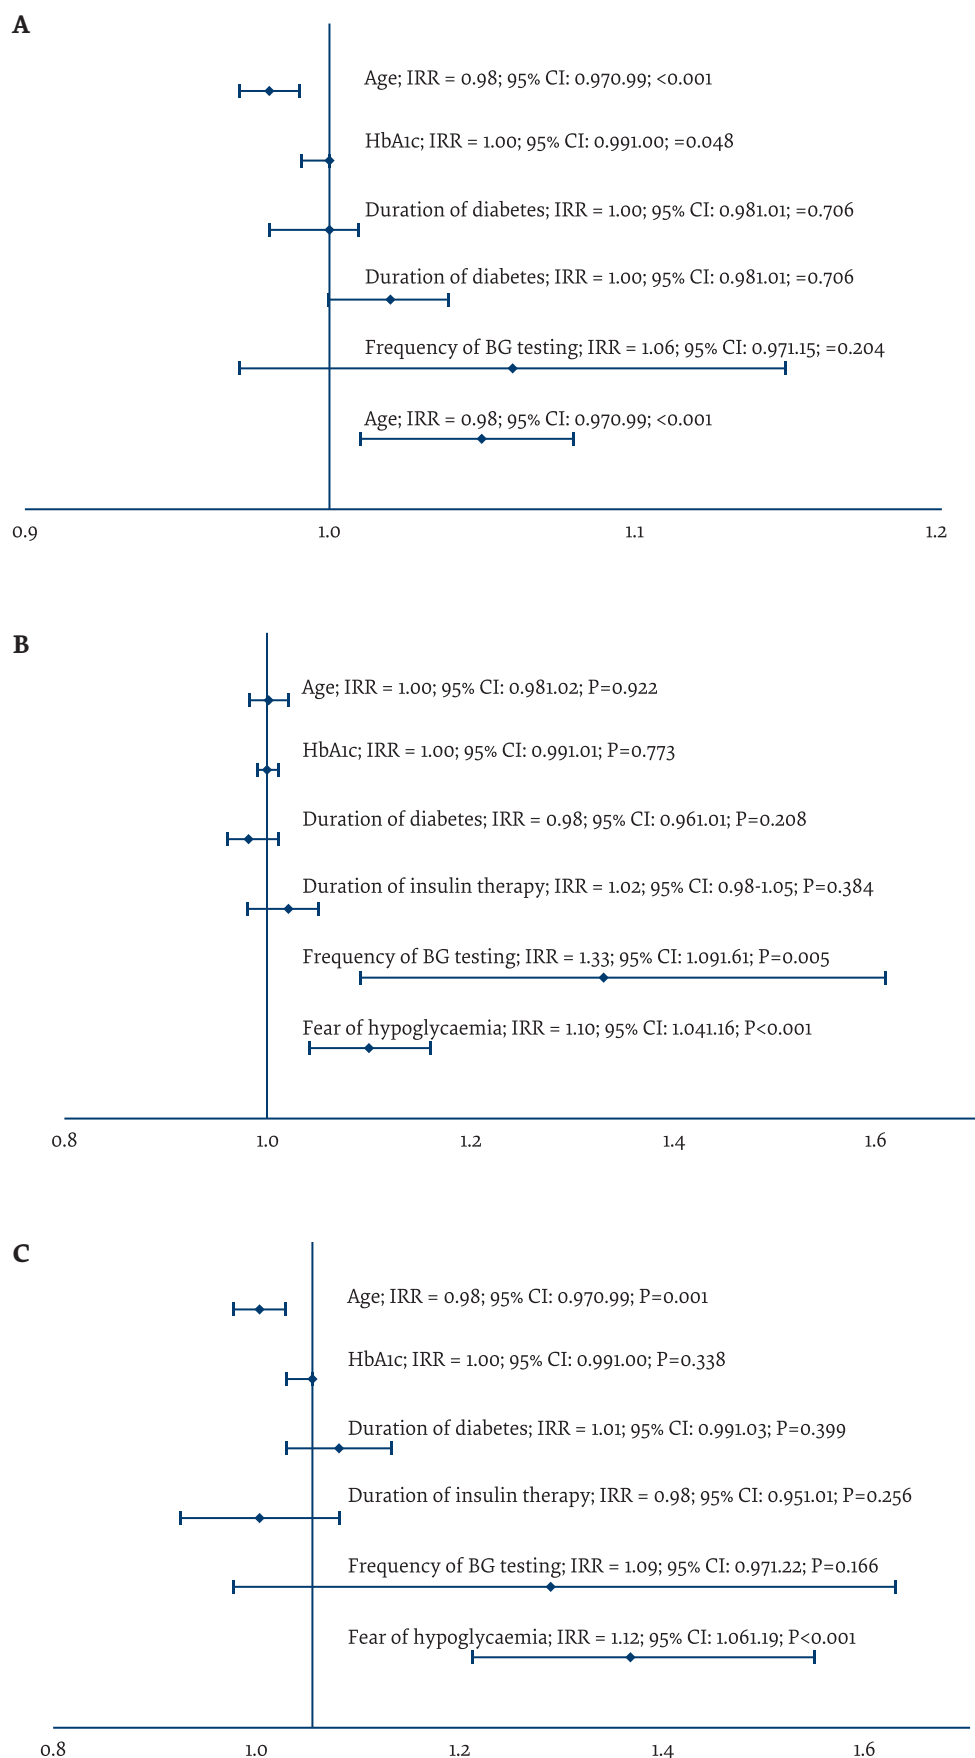 A
Age; IRR = 0.98; 95% CI: 0.970.99; <0.001
HbA1c; IRR = 1.00; 95% CI: 0.991.00; =0.048
Duration of diabetes; IRR = 1.00; 95% CI: 0.981.01; =0.706
Duration of diabetes; IRR = 1.00; 95% CI: 0.981.01; =0.706
Frequency of BG testing; IRR = 1.06; 95% CI: 0.971.15; =0.204
Age; IRR = 0.98; 95% CI: 0.970.99; <0.001
0.9 1.0 1.1 1.2
B
Age; IRR = 1.00; 95% CI: 0.981.02; P=0.922
HbA1c; IRR = 1.00; 95% CI: 0.991.01; P=0.773
Duration of diabetes; IRR = 0.98; 95% CI: 0.961.01; P=0.208
Duration of insulin therapy; IRR = 1.02; 95% CI: 0.98-1.05; P=0.384
Frequency of BG testing; IRR = 1.33; 95% CI: 1.091.61; P=0.005
Fear of hypoglycaemia; IRR = 1.10; 95% CI: 1.041.16; P<0.001
0.8 1.0 1.2 1.4 1.6
C
Age; IRR = 0.98; 95% CI: 0.970.99; P=0.001
HbA1c; IRR = 1.00; 95% CI: 0.991.00; P=0.338
Duration of diabetes; IRR = 1.01; 95% CI: 0.991.03; P=0.399
Duration of insulin therapy; IRR = 0.98; 95% CI: 0.951.01; P=0.256
Frequency of BG testing; IRR = 1.09; 95% CI: 0.971.22; P=0.166
Fear of hypoglycaemia; IRR = 1.12; 95% CI: 1.061.19; P<0.001
0.8 1.0 1.2 1.4 1.6